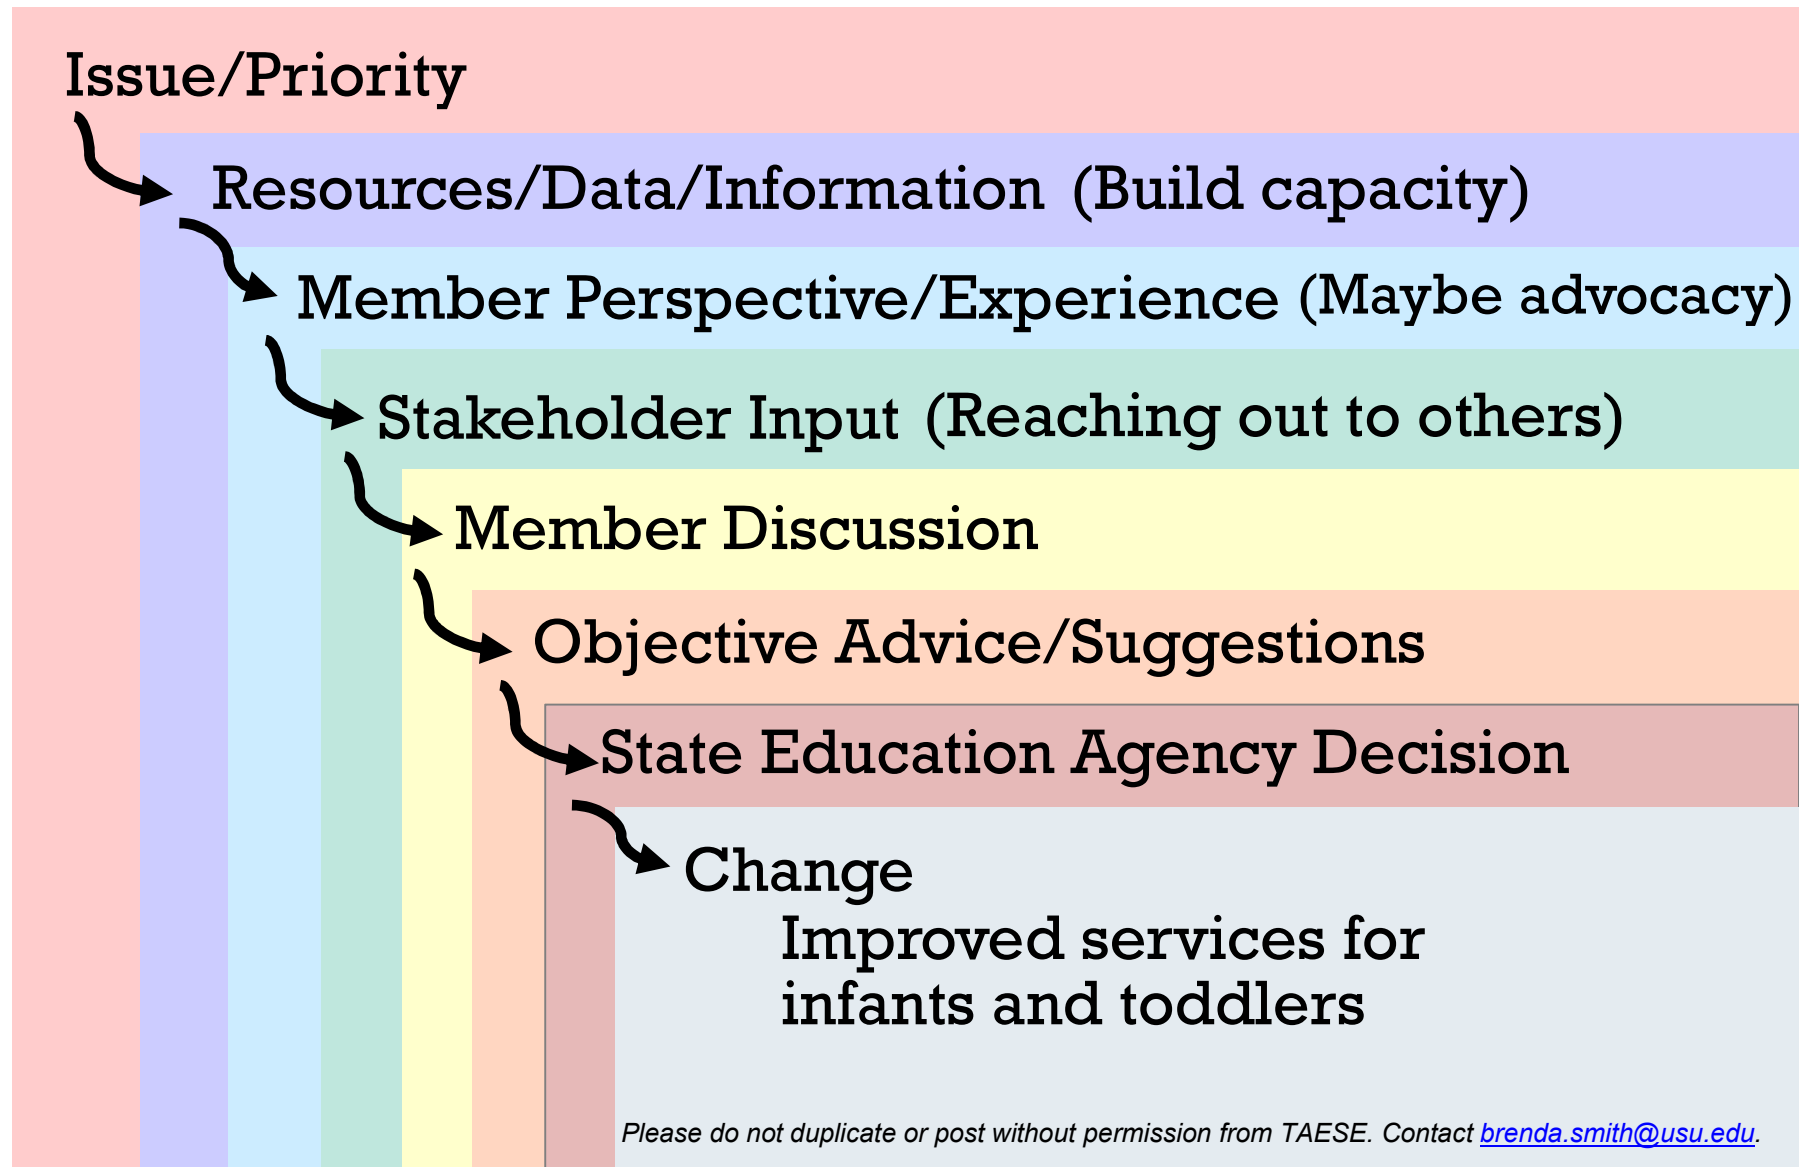 Issue/Priority
Resources/Data/Information (Build capacity)
Member Perspective/Experience (Maybe advocacy)
Stakeholder Input (Reaching out to others)
Member Discussion
Objective Advice/Suggestions
State Education Agency Decision
Change
Improved services for
infants and toddlers
Please do not duplicate or post without permission from TAESE. Contact brenda.smith@usu.edu.